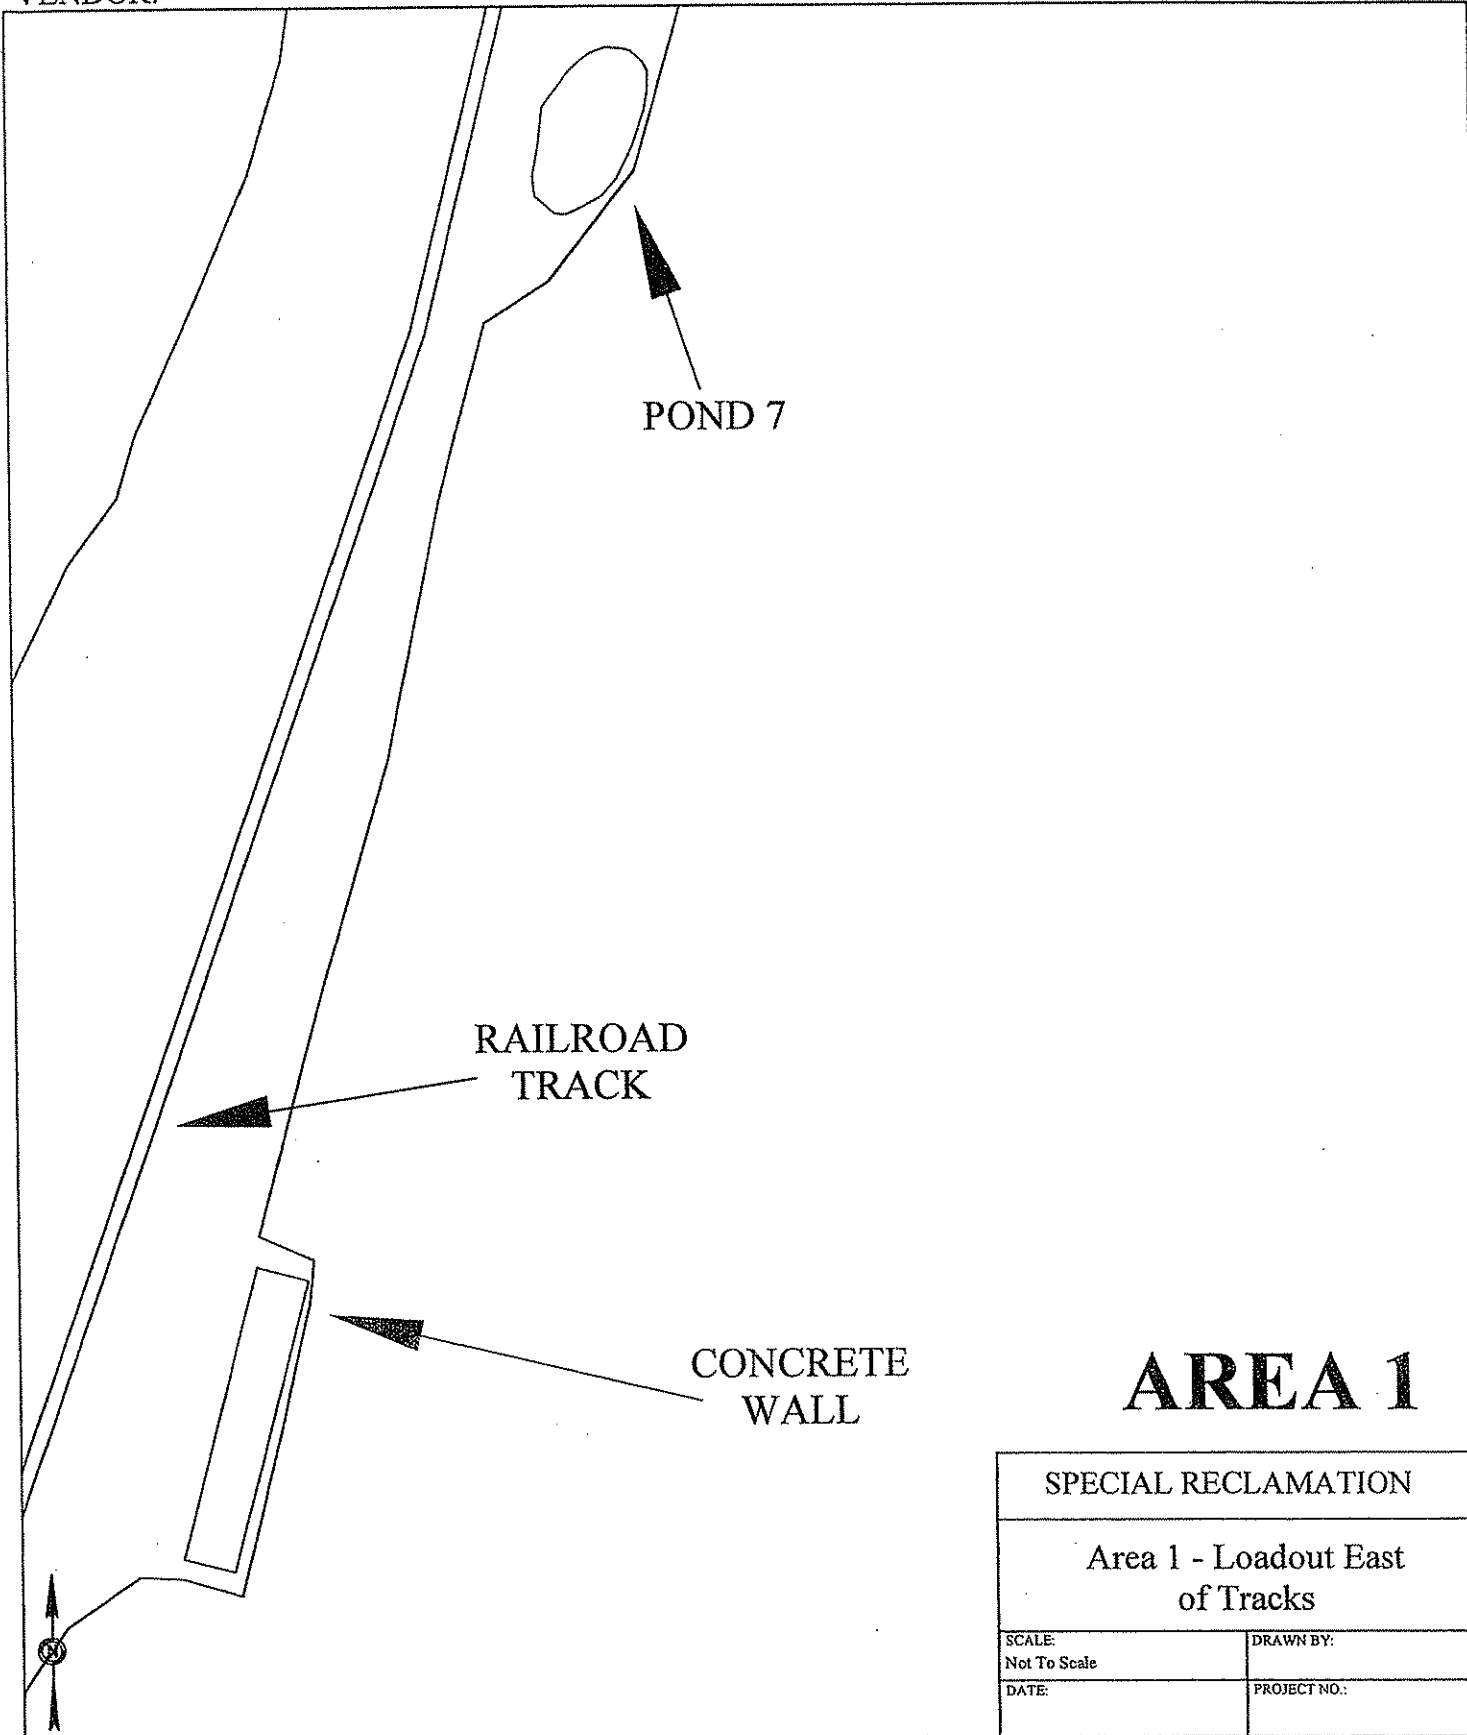 VENDOR:
POND 7
RAILROAD
TRACK
CONCRETE
WALL
AREA 1
SPECIAL RECLAMATION
Area 1 - Loadout East
of Tracks
SCALE:
Not To Scale
DRAWN BY:
DATE:
PROJECT NO.:
N